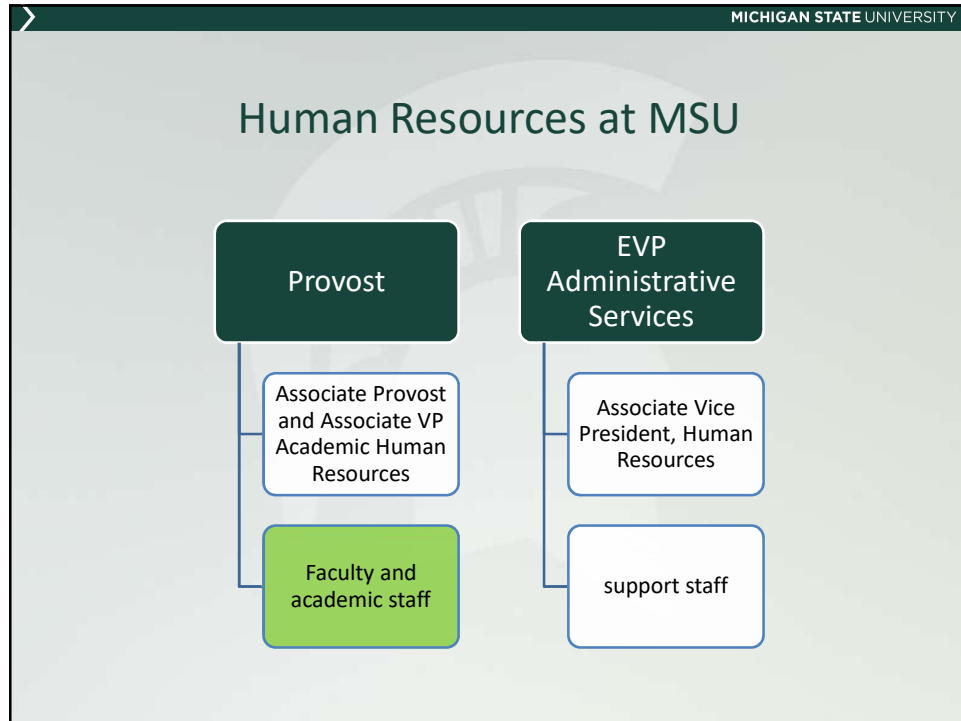 MICHIGAN STATE UNIVERSITY
Human Resources at MSU
Provost
Associate Provost
and Associate VP
Academic Human
Resources
Faculty and
academic staff
EVP
Administrative
Services
Associate Vice
President, Human
Resources
support staff